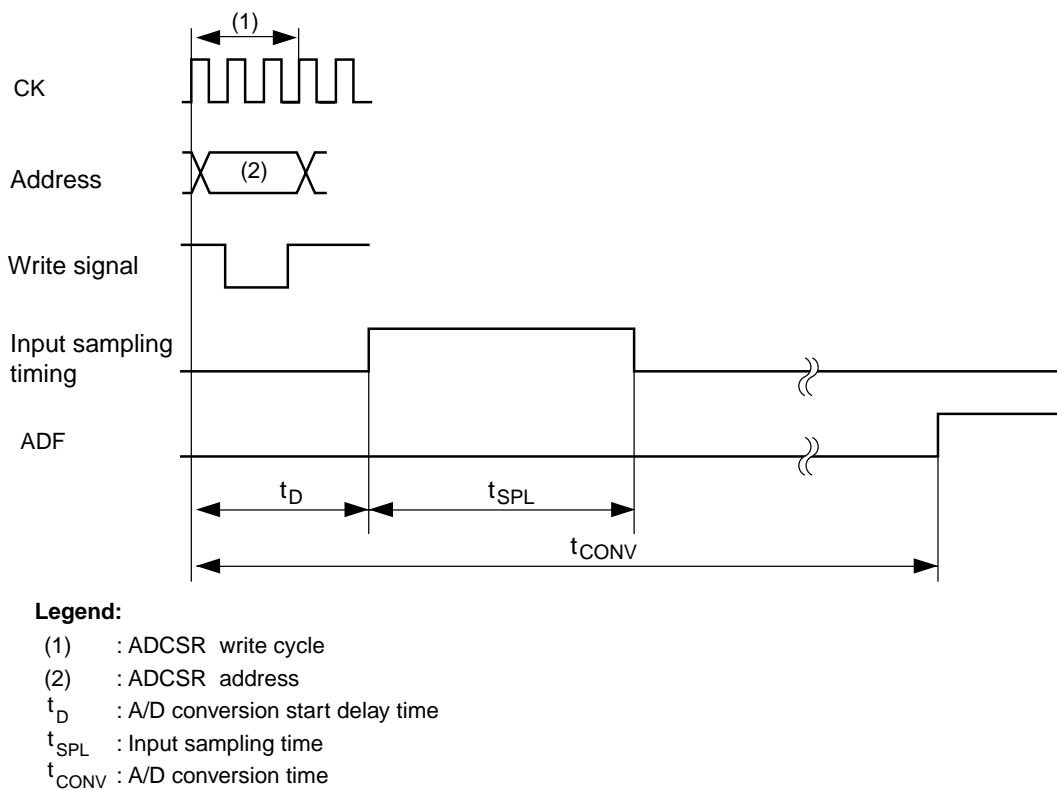 (1)
CK
Address
(2)
Write signal
Input sampling
timing
ADF
tD
tSPL
tCONV
Legend:
(1) : ADCSR write cycle
(2) : ADCSR address
tD : A/D conversion start delay time
tSPL : Input sampling time
tCONV : A/D conversion time